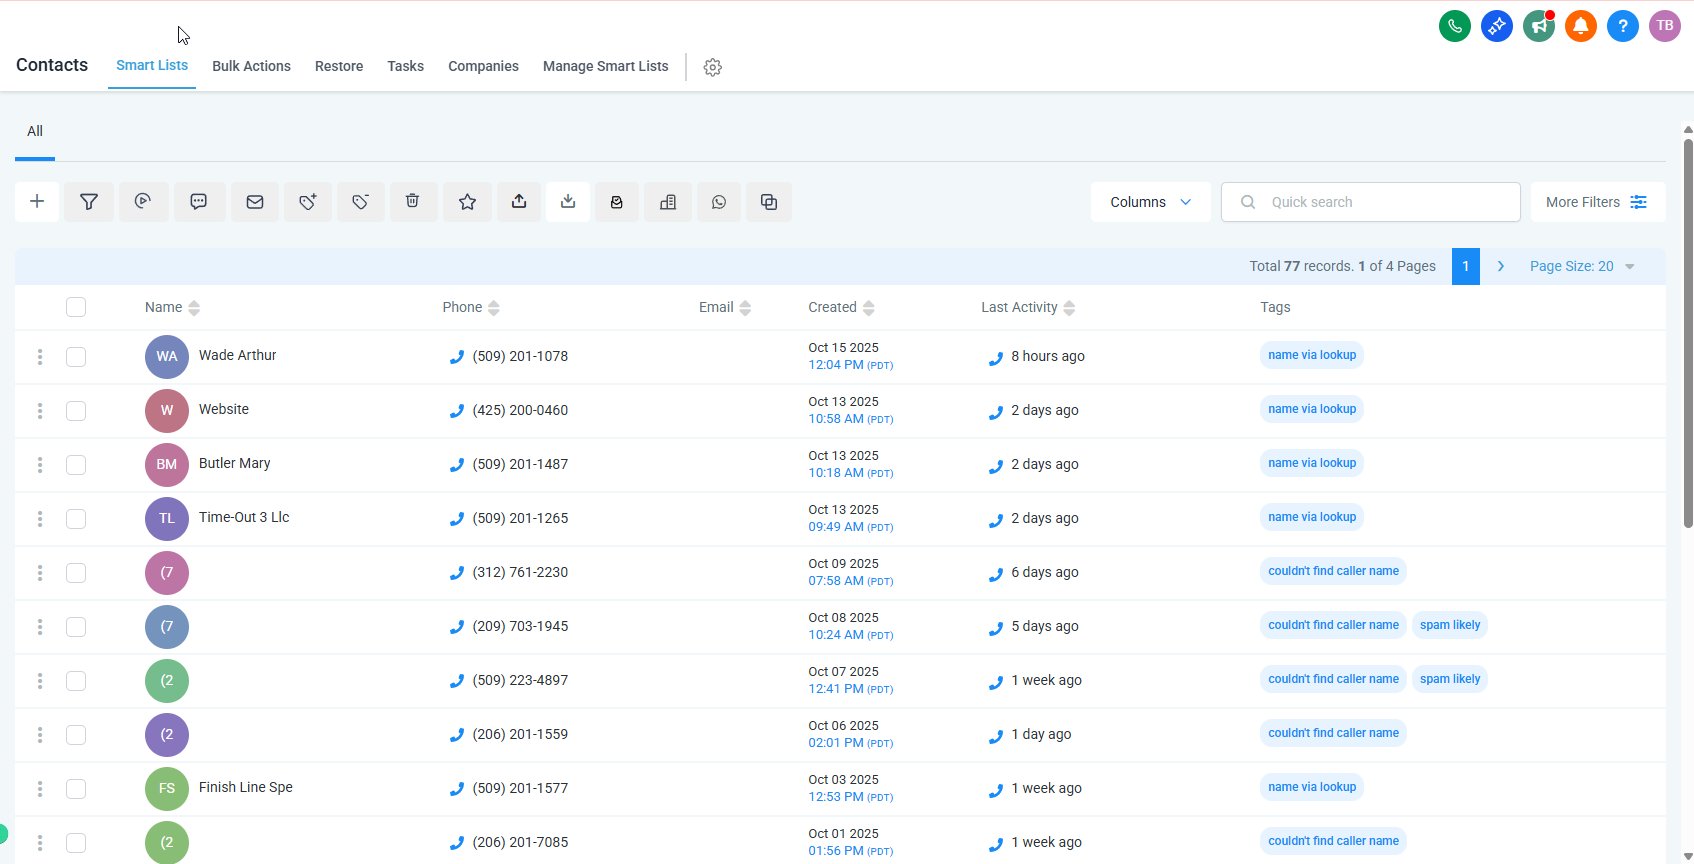 TB
Contacts Smart Lists Bulk Actions Restore Tasks Companies Manage Smart Lists
All
Columns Quick search More Filters
Total 77 records. 1 of 4 Pages 1 Page Size: 20
Name Phone Email Created Last Activity Tags
WA Wade Arthur (509) 201-1078 Oct 15 2025 12:04 PM (PDT) 8 hours ago name via lookup
W Website (425) 200-0460 Oct 13 2025 10:58 AM (PDT) 2 days ago name via lookup
BM Butler Mary (509) 201-1487 Oct 13 2025 10:18 AM (PDT) 2 days ago name via lookup
TL Time-Out 3 Llc (509) 201-1265 Oct 13 2025 09:49 AM (PDT) 2 days ago name via lookup
(7 (312) 761-2230 Oct 09 2025 07:58 AM (PDT) 6 days ago couldn't find caller name
(7 (209) 703-1945 Oct 08 2025 10:24 AM (PDT) 5 days ago couldn't find caller name spam likely
(2 (509) 223-4897 Oct 07 2025 12:41 PM (PDT) 1 week ago couldn't find caller name spam likely
(2 (206) 201-1559 Oct 06 2025 02:01 PM (PDT) 1 day ago couldn't find caller name
FS Finish Line Spe (509) 201-1577 Oct 03 2025 12:53 PM (PDT) 1 week ago name via lookup
(2 (206) 201-7085 Oct 01 2025 01:56 PM (PDT) 1 week ago couldn't find caller name